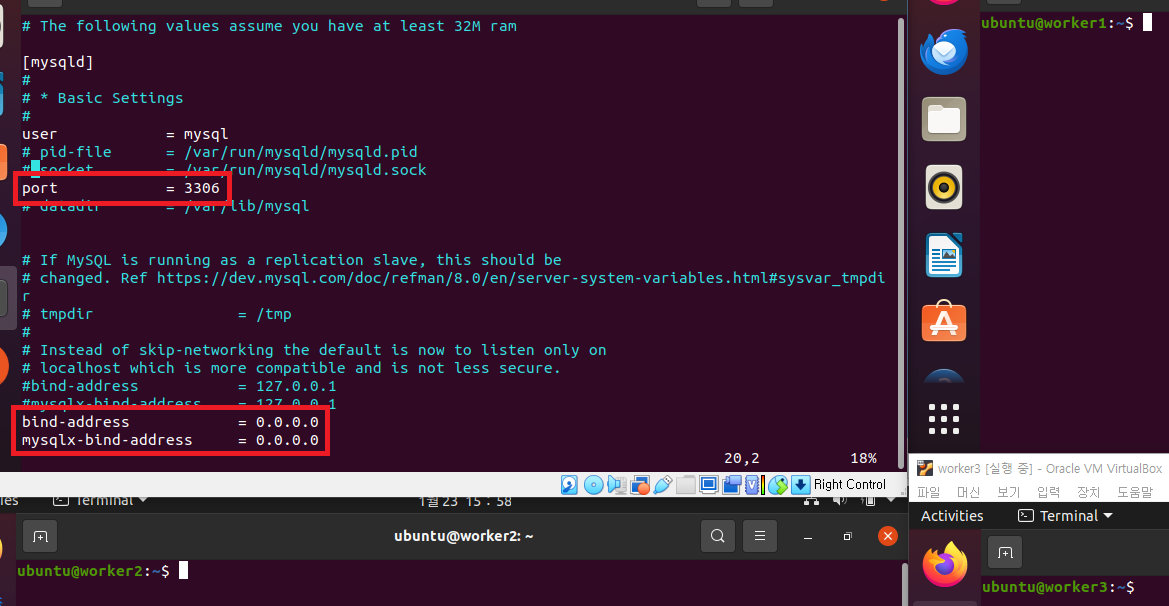 # The following values assume you have at least 32M ram
[mysqld]
#
# * Basic Settings
#
user            = mysql
# pid-file      = /var/run/mysqld/mysqld.pid
# socket        = /var/run/mysqld/mysqld.sock
port            = 3306
# datadir       = /var/lib/mysql
# If MySQL is running as a replication slave, this should be
# changed. Ref https://dev.mysql.com/doc/refman/8.0/en/server-system-variables.html#sysvar_tmpdi
r
# tmpdir                = /tmp
#
# Instead of skip-networking the default is now to listen only on
# localhost which is more compatible and is not less secure.
#bind-address           = 127.0.0.1
#mysqlx-bind-address    = 127.0.0.1
bind-address            = 0.0.0.0
mysqlx-bind-address     = 0.0.0.0
20,2          18%
Right Control
Terminal
1월 23 15 : 58
ubuntu@worker2: ~
ubuntu@worker2:~$
ubuntu@worker1:~$
worker3 [실행 중] - Oracle VM VirtualBox
파일 머신 보기 입력 장치 도움말
Activities Terminal
ubuntu@worker3:~$